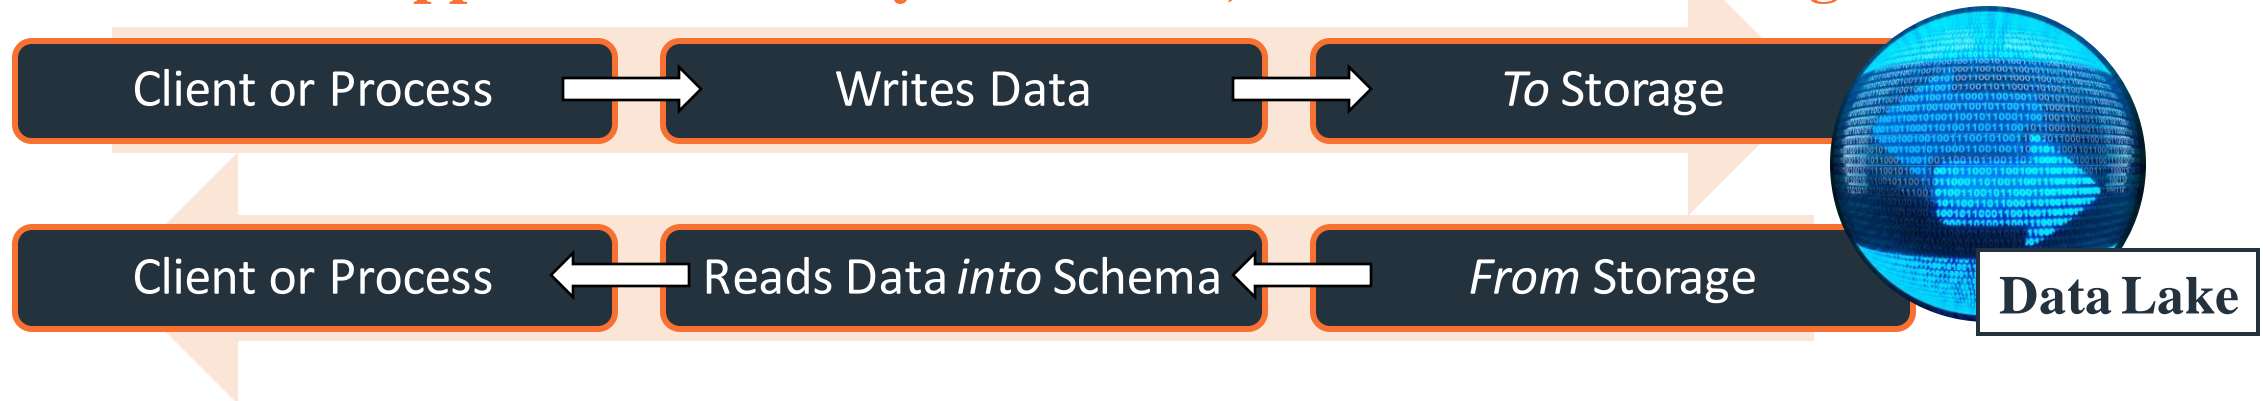 Client or Process
Writes Data
To Storage
Client or Process
Reads Data into Schema
From Storage
Data Lake